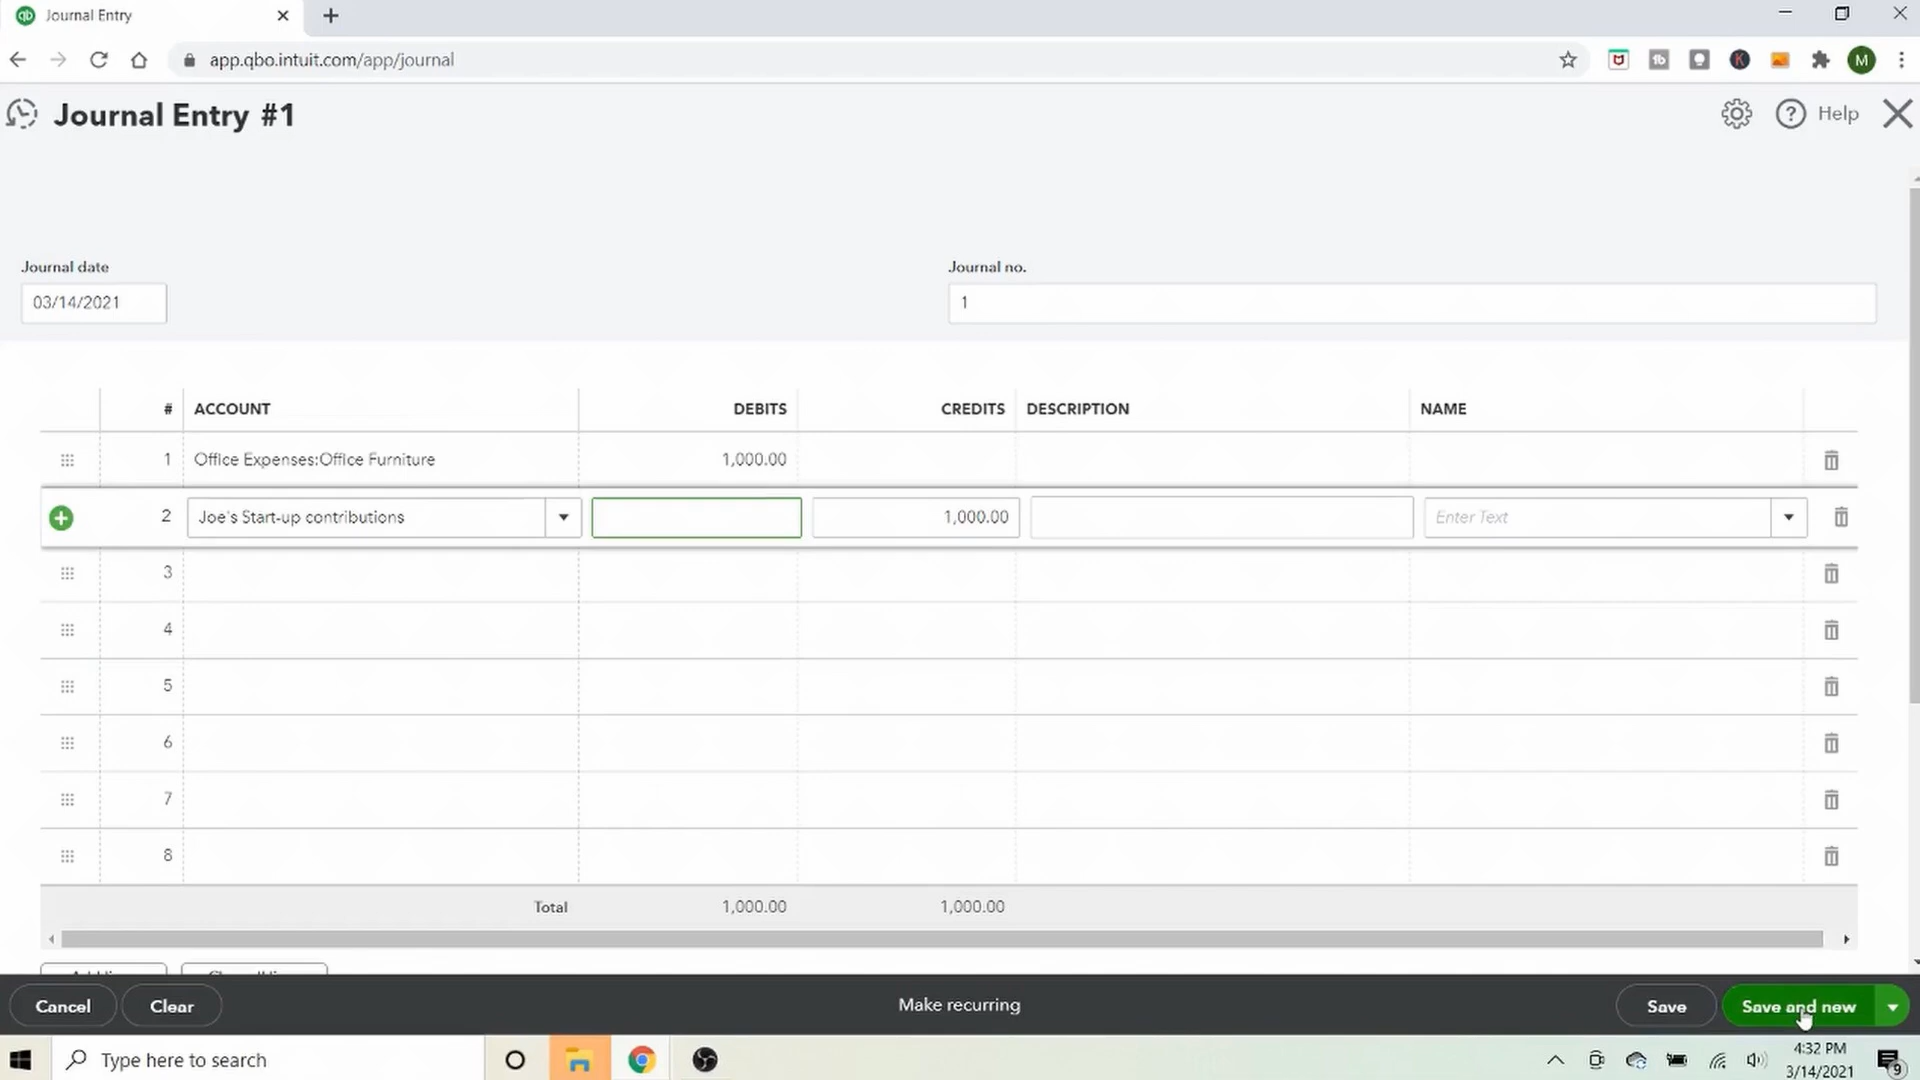 qb Journal Entry
app.qbo.intuit.com/app/journal
M
Journal Entry #1
? Help
Journal date
Journal no.
03/14/2021
1
# ACCOUNT DEBITS CREDITS DESCRIPTION NAME
1 Office Expenses:Office Furniture 1,000.00
2 Joe's Start-up contributions 1,000.00 Enter Text
3
4
5
6
7
8
Total 1,000.00 1,000.00
Cancel Clear Make recurring Save Save and new
Type here to search
4:32 PM
3/14/2021
9